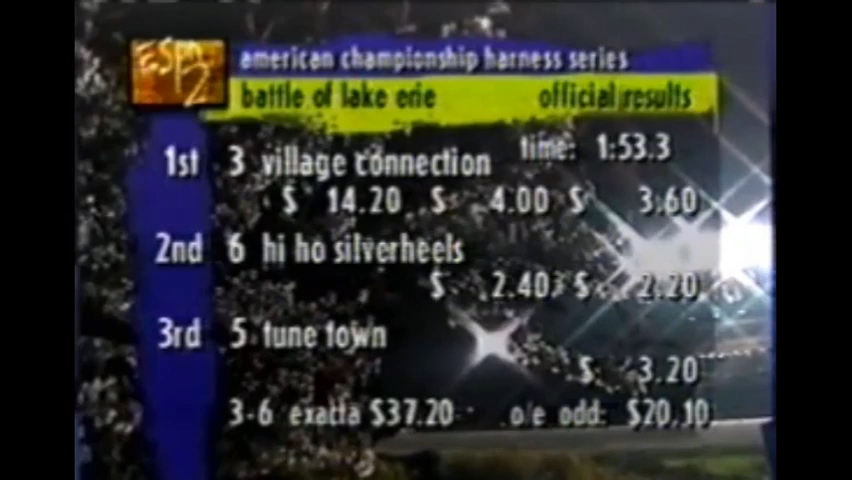 ESPN2
american championship harness series
battle of lake erie official results
1st 3 village connection time: 1:53.3
$ 14.20 $ 4.00 $ 3.60
2nd 6 hi ho silverheels
$ 2.40 $ 2.20
3rd 5 tune town
$ 3.20
3-6 exacta $37.20 o/e odd: $20.10